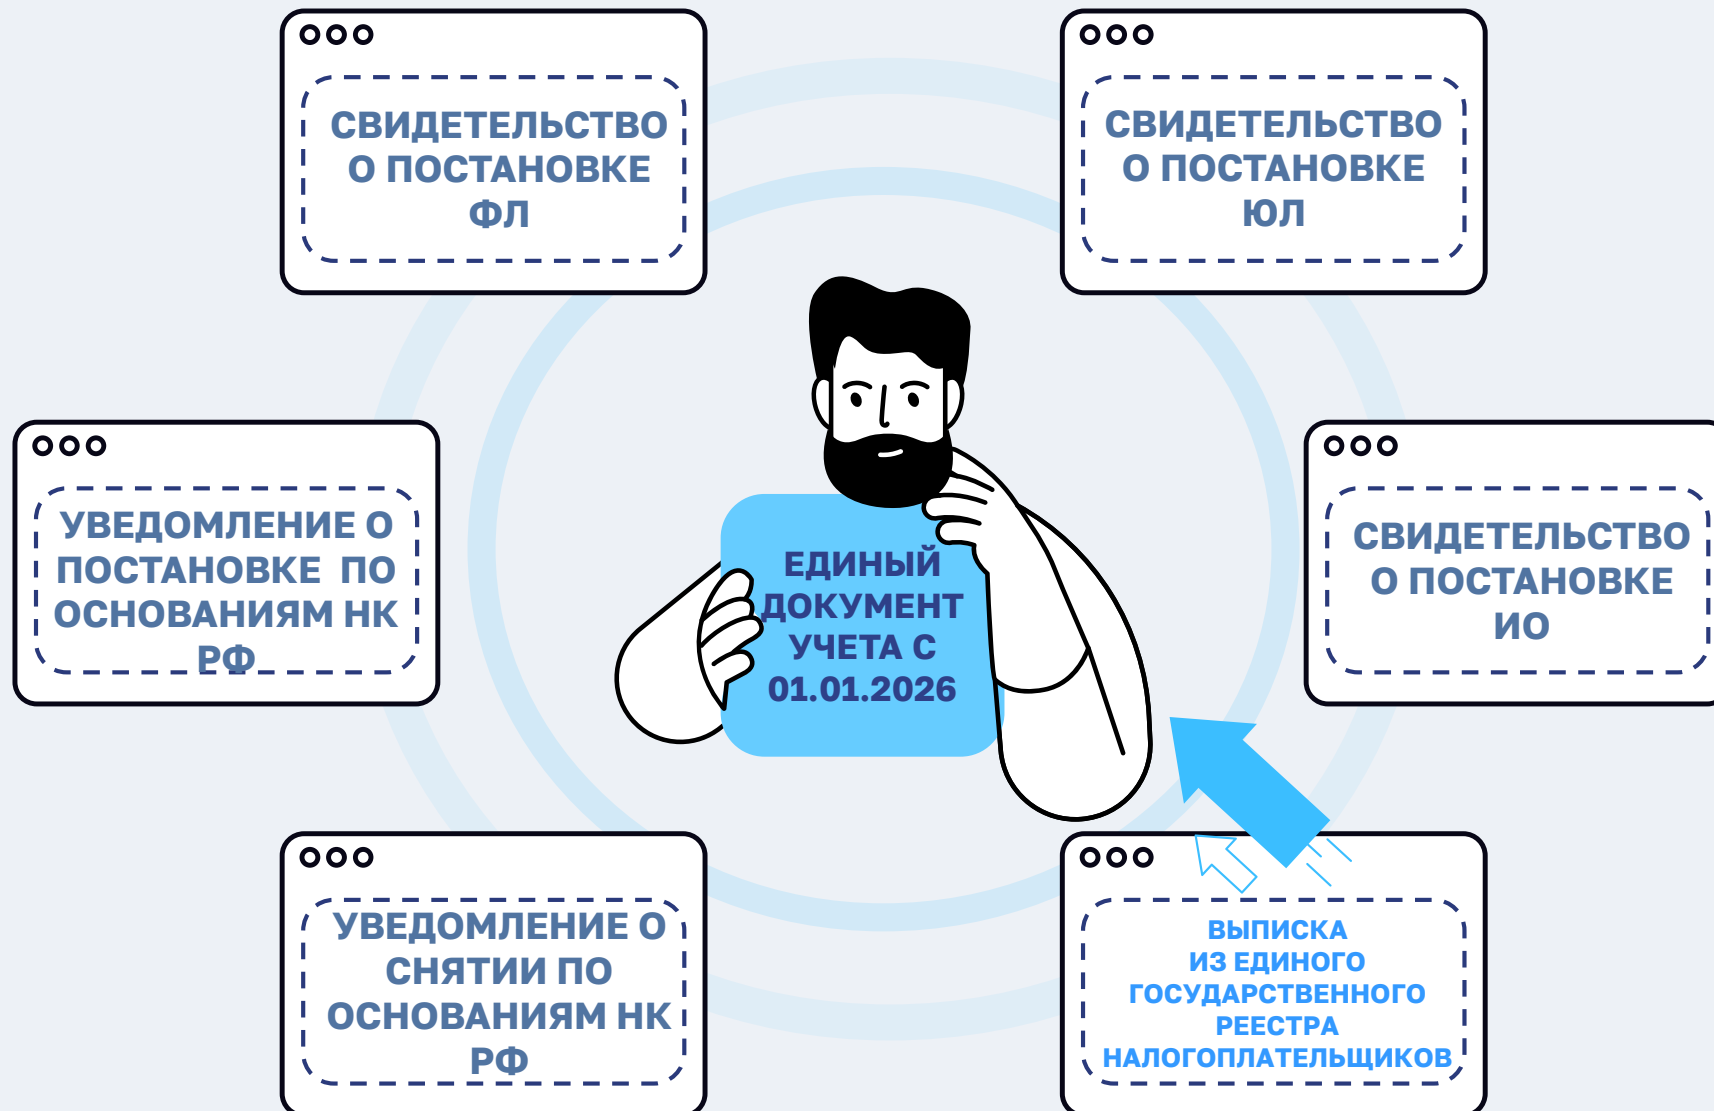 СВИДЕТЕЛЬСТВО
О ПОСТАНОВКЕ
ФЛ
СВИДЕТЕЛЬСТВО
О ПОСТАНОВКЕ
ЮЛ
УВЕДОМЛЕНИЕ О
ПОСТАНОВКЕ ПО
ОСНОВАНИЯМ НК
РФ
ЕДИНЫЙ
ДОКУМЕНТ
УЧЕТА С
01.01.2026
СВИДЕТЕЛЬСТВО
О ПОСТАНОВКЕ
ИО
УВЕДОМЛЕНИЕ О
СНЯТИИ ПО
ОСНОВАНИЯМ НК
РФ
ВЫПИСКА
ИЗ ЕДИНОГО
ГОСУДАРСТВЕННОГО
РЕЕСТРА
НАЛОГОПЛАТЕЛЬЩИКОВ